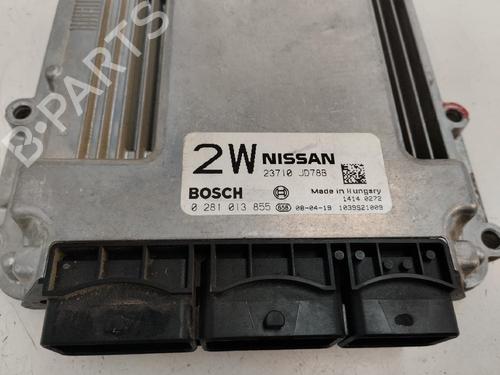 B-PARTS
2W NISSAN
23710 JD78B
BOSCH
Made in Hungary
1414 0272
0 281 013 855 658 08-04-19 1039S21009